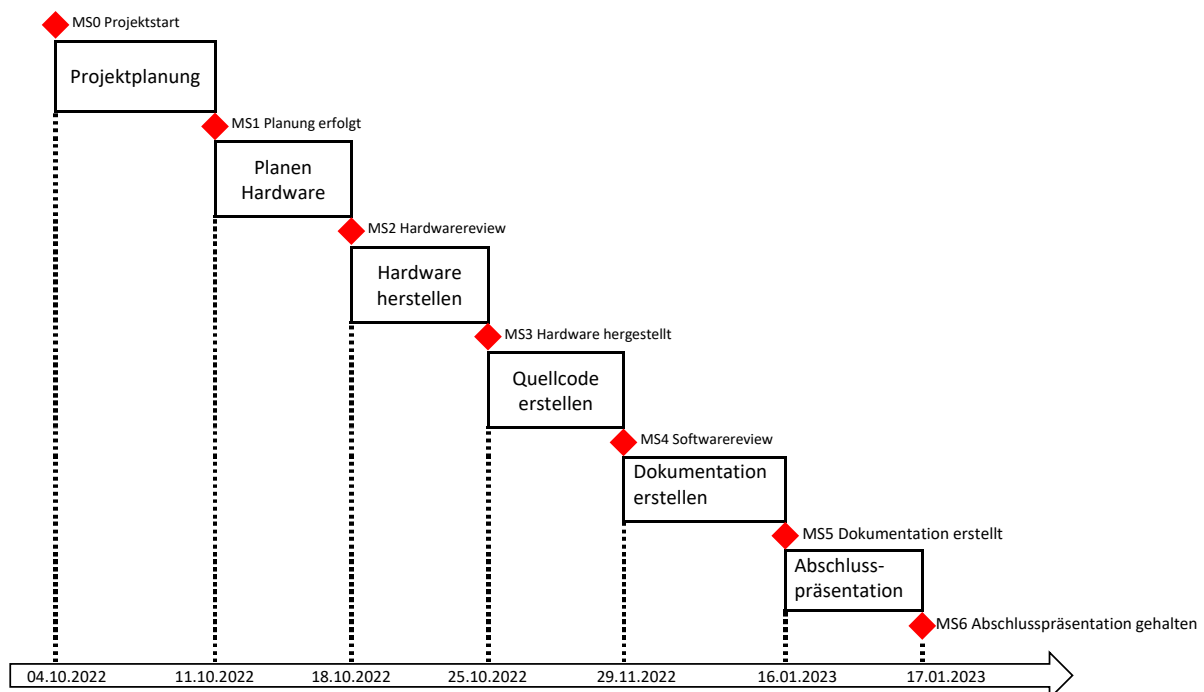 MS0 Projektstart
Projektplanung
MS1 Planung erfolgt
Planen
Hardware
MS2 Hardwarereview
Hardware
herstellen
MS3 Hardware hergestellt
Quellcode
erstellen
MS4 Softwarereview
Dokumentation
erstellen
MS5 Dokumentation erstellt
Abschluss-
präsentation
MS6 Abschlusspräsentation gehalten
04.10.2022 11.10.2022 18.10.2022 25.10.2022 29.11.2022 16.01.2023 17.01.2023